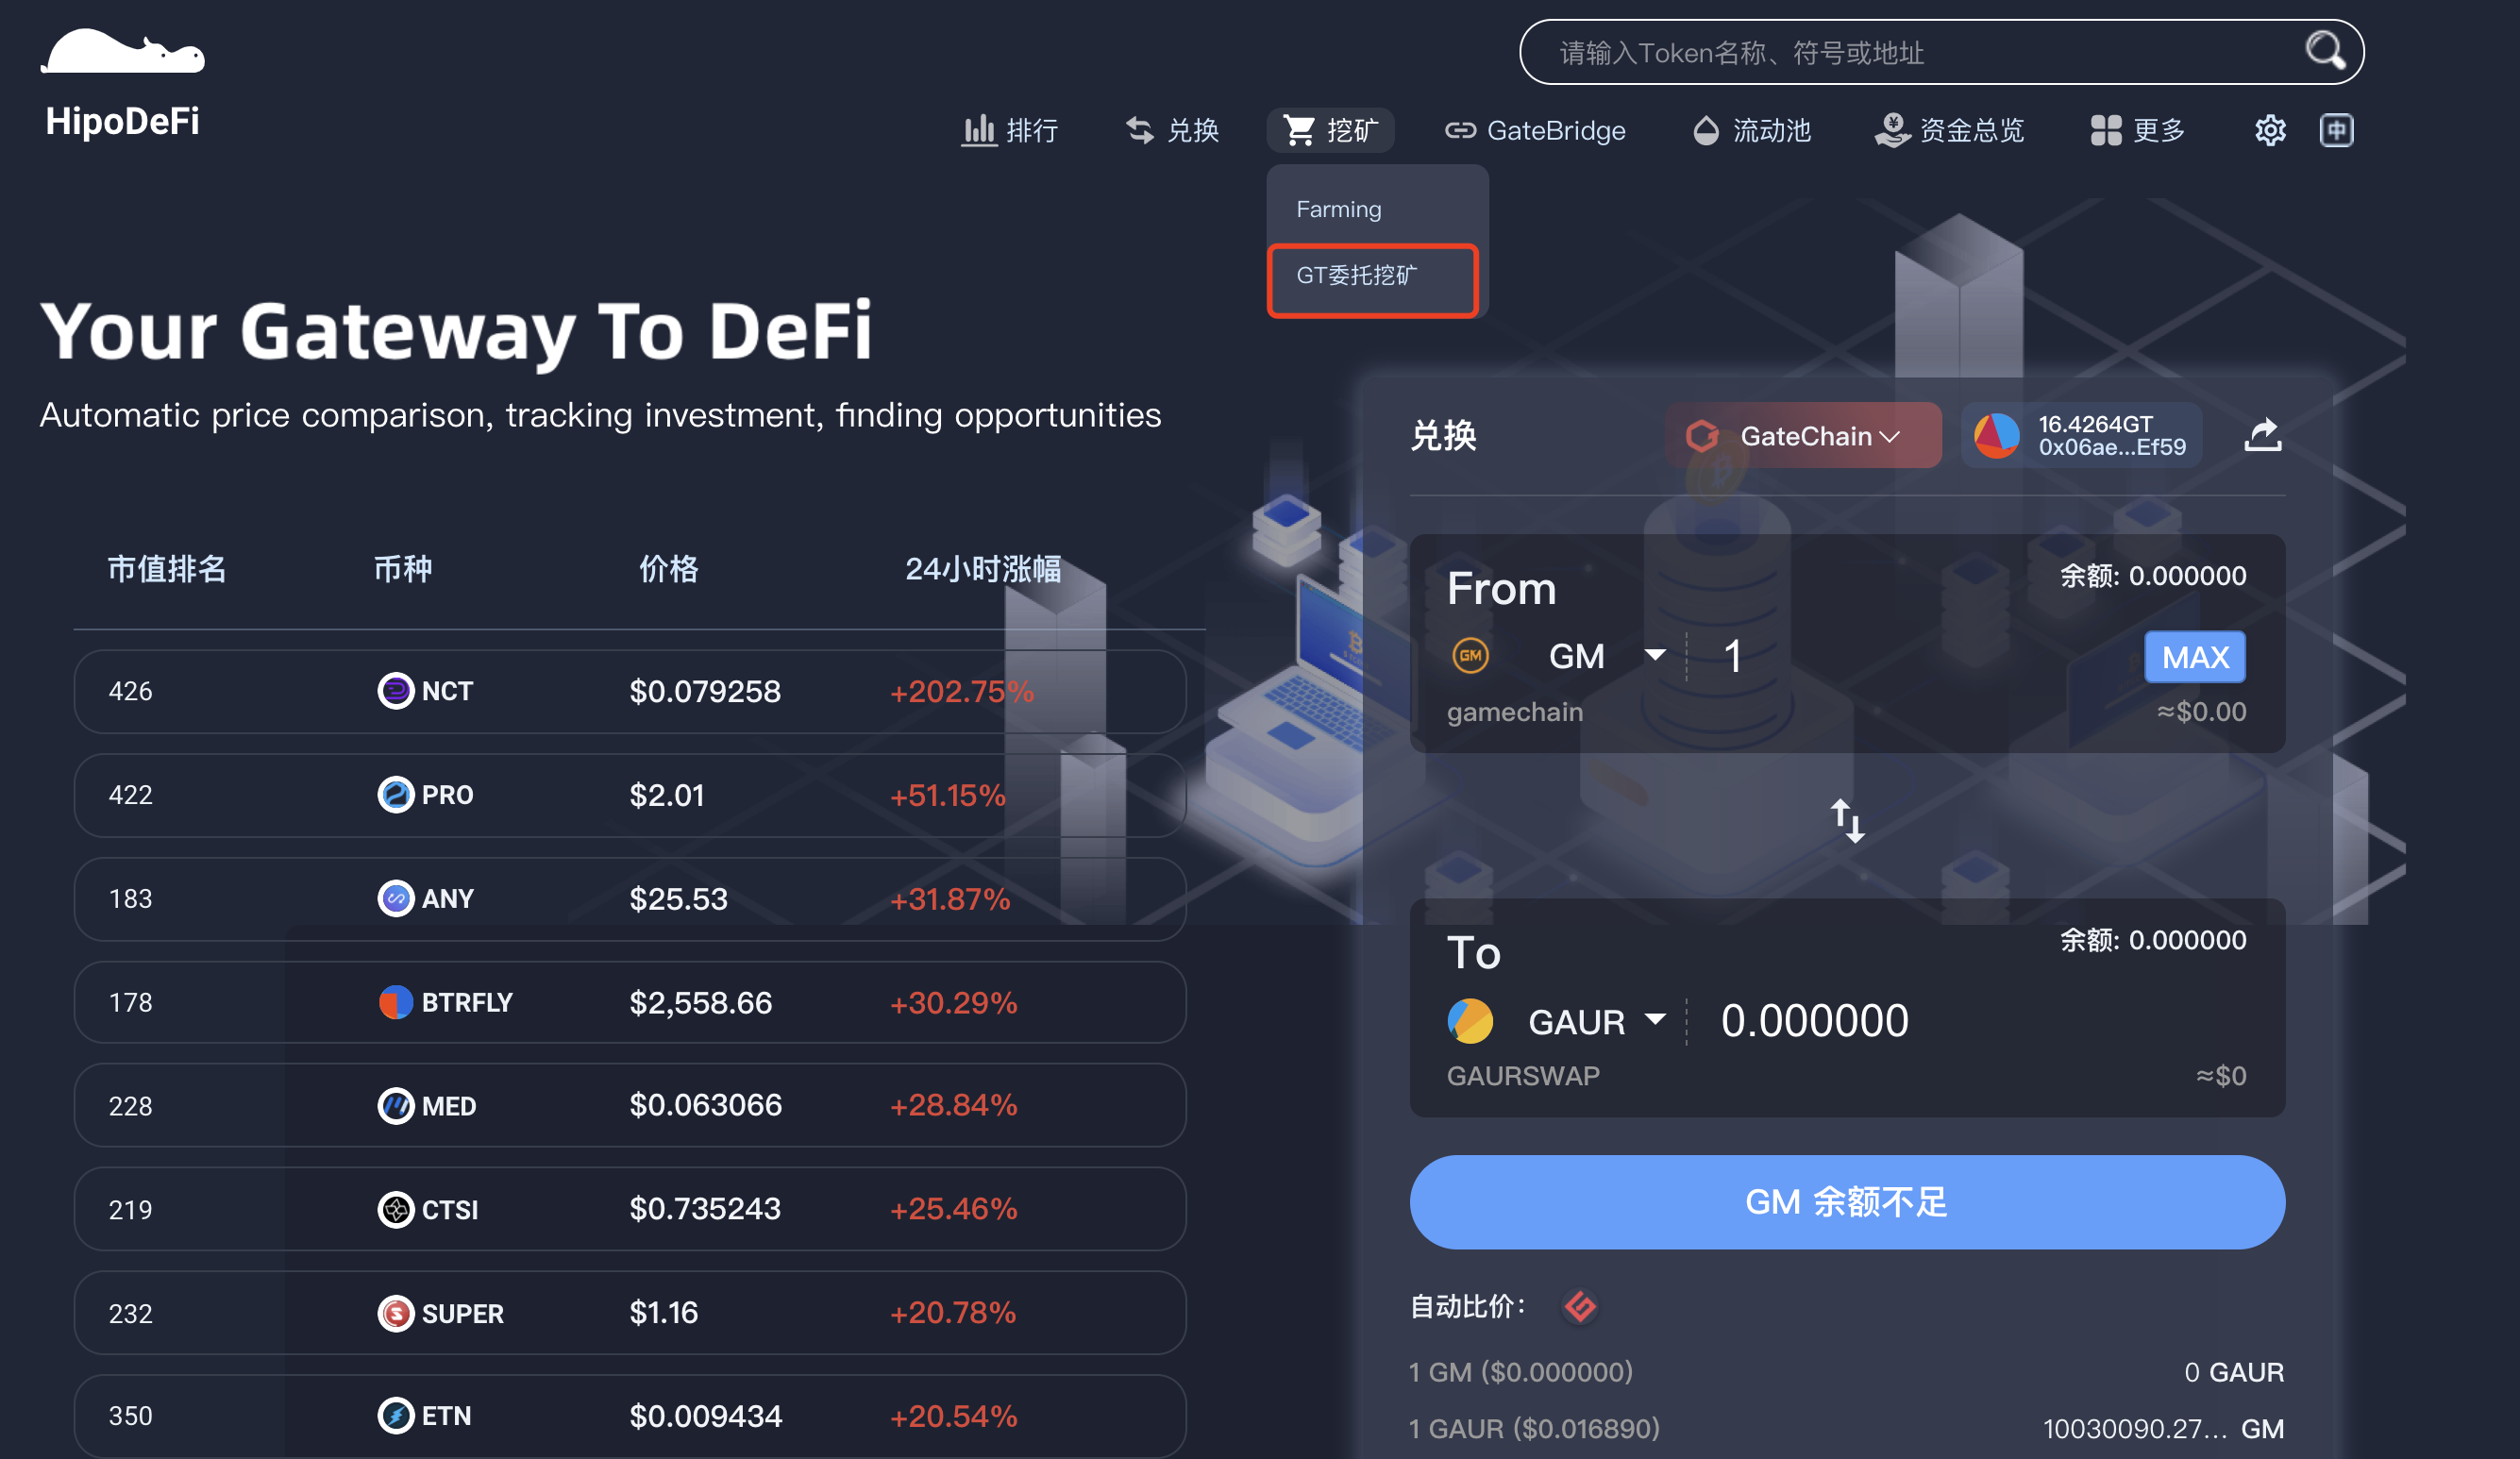 请输入Token名称、符号或地址
HipoDeFi
排行 兑换 挖矿 GateBridge 流动池 资金总览 更多 中
Farming
GT委托挖矿
Your Gateway To DeFi
Automatic price comparison, tracking investment, finding opportunities
市值排名 币种 价格 24小时涨幅
426 NCT $0.079258 +202.75%
422 PRO $2.01 +51.15%
183 ANY $25.53 +31.87%
178 BTRFLY $2,558.66 +30.29%
228 MED $0.063066 +28.84%
219 CTSI $0.735243 +25.46%
232 SUPER $1.16 +20.78%
350 ETN $0.009434 +20.54%
兑换 GateChain 16.4264GT
0x06ae...Ef59
From 余额: 0.000000
GM GM 1 MAX
gamechain ≈$0.00
To 余额: 0.000000
GAUR 0.000000
GAURSWAP ≈$0
GM 余额不足
自动比价：
1 GM ($0.000000) 0 GAUR
1 GAUR ($0.016890) 10030090.27... GM